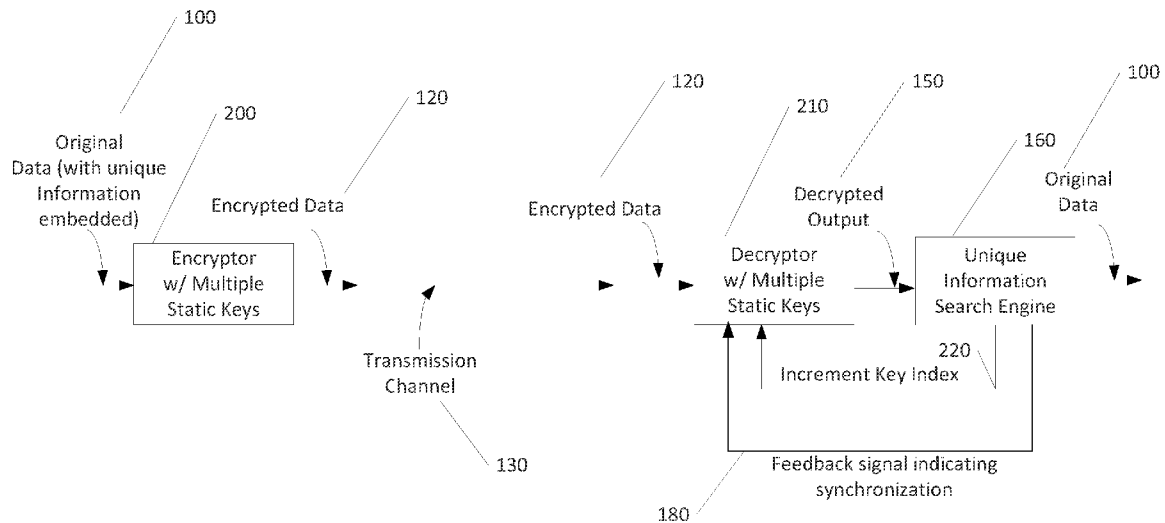 100
200
120
Original
Data (with unique
Information
embedded)
Encrypted Data
Encryptor
w/ Multiple
Static Keys
Transmission
Channel
130
120
210
150
160
100
Encrypted Data
Decryptor
w/ Multiple
Static Keys
Decrypted
Output
Unique
Information
Search Engine
Original
Data
220
Increment Key Index
Feedback signal indicating
synchronization
180